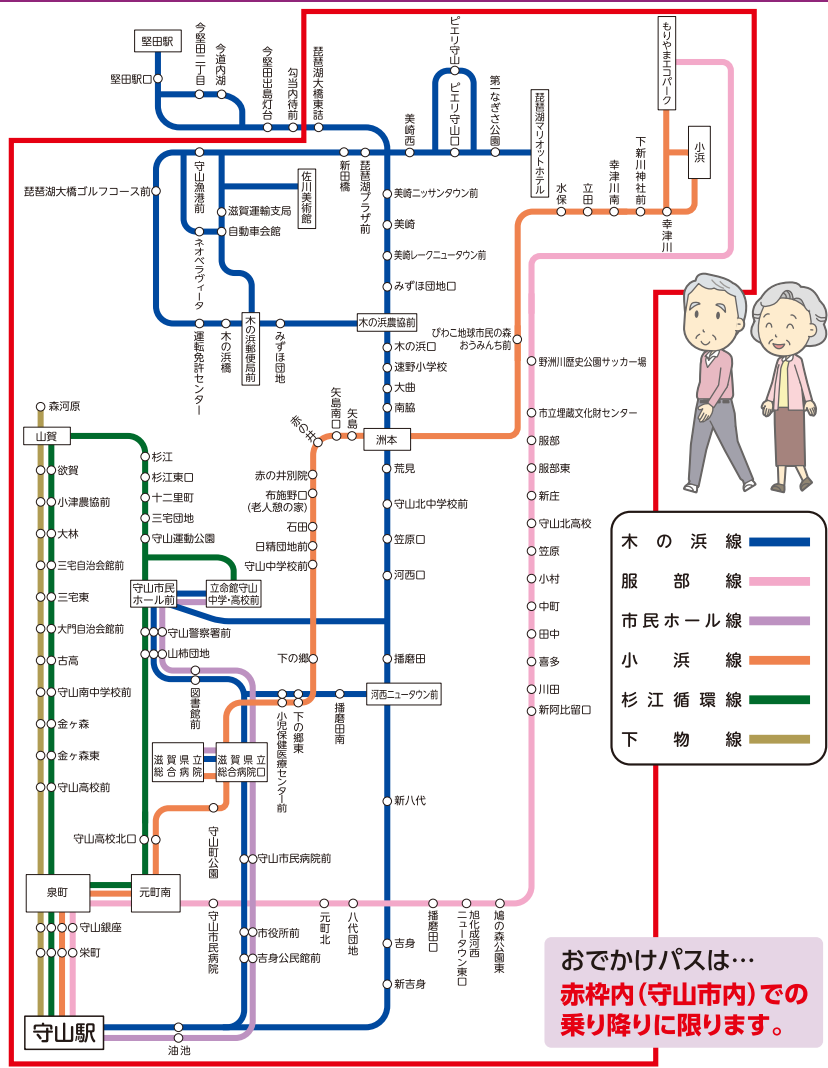 堅田駅
堅田駅口
今堅田二丁目
今道内湖
今堅田出島灯台
勾当内侍前
琵琶湖大橋東詰
ピエリ守山
ピエリ守山口
美崎西
第一なぎさ公園
琵琶湖マリオットホテル
もりやまエコパーク
小浜
下新川神社前
幸津川南
立田
水保
幸津川
琵琶湖大橋ゴルフコース前
守山漁港前
佐川美術館
新田橋
琵琶湖プラザ前
滋賀運輸支局
自動車会館
ネオベラヴィータ
美崎ニッサンタウン前
美崎
美崎レークニュータウン前
みずほ団地口
木の浜農協前
運転免許センター
木の浜橋
木の浜郵便局前
みずほ団地
木の浜口
速野小学校
大曲
南脇
びわこ地球市民の森
おうみんち前
野洲川歴史公園サッカー場
市立埋蔵文化財センター
服部
服部東
新庄
守山北高校
笠原
小村
中町
田中
喜多
川田
新阿比留口
森河原
山賀
欲賀
小津農協前
大林
三宅自治会館前
三宅東
大門自治会館前
古高
守山南中学校前
金ヶ森
金ヶ森東
守山高校前
杉江
杉江東口
十二里町
三宅団地
守山運動公園
守山市民
ホール前
立命館守山
中学・高校前
守山警察署前
山柿団地
図書館前
赤の井
矢島南口
矢島
洲本
赤の井別院
布施野口
(老人憩の家)
石田
日精団地前
守山中学校前
下の郷
荒見
守山北中学校前
笠原口
河西口
播磨田
河西ニュータウン前
小児保健医療センター前
下の郷東
播磨田南
滋賀県立
総合病院
滋賀県立
総合病院口
守山町公園
守山高校北口
新八代
守山市民病院前
泉町
元町南
守山銀座
栄町
守山市民病院
市役所前
吉身公民館前
元町北
八代団地
播磨田口
旭化成河西
ニュータウン東口
鳩の森公園東
吉身
新吉身
守山駅
油池
木の浜線
服部線
市民ホール線
小浜線
杉江循環線
下物線
おでかけパスは…
赤枠内(守山市内)での
乗り降りに限ります。